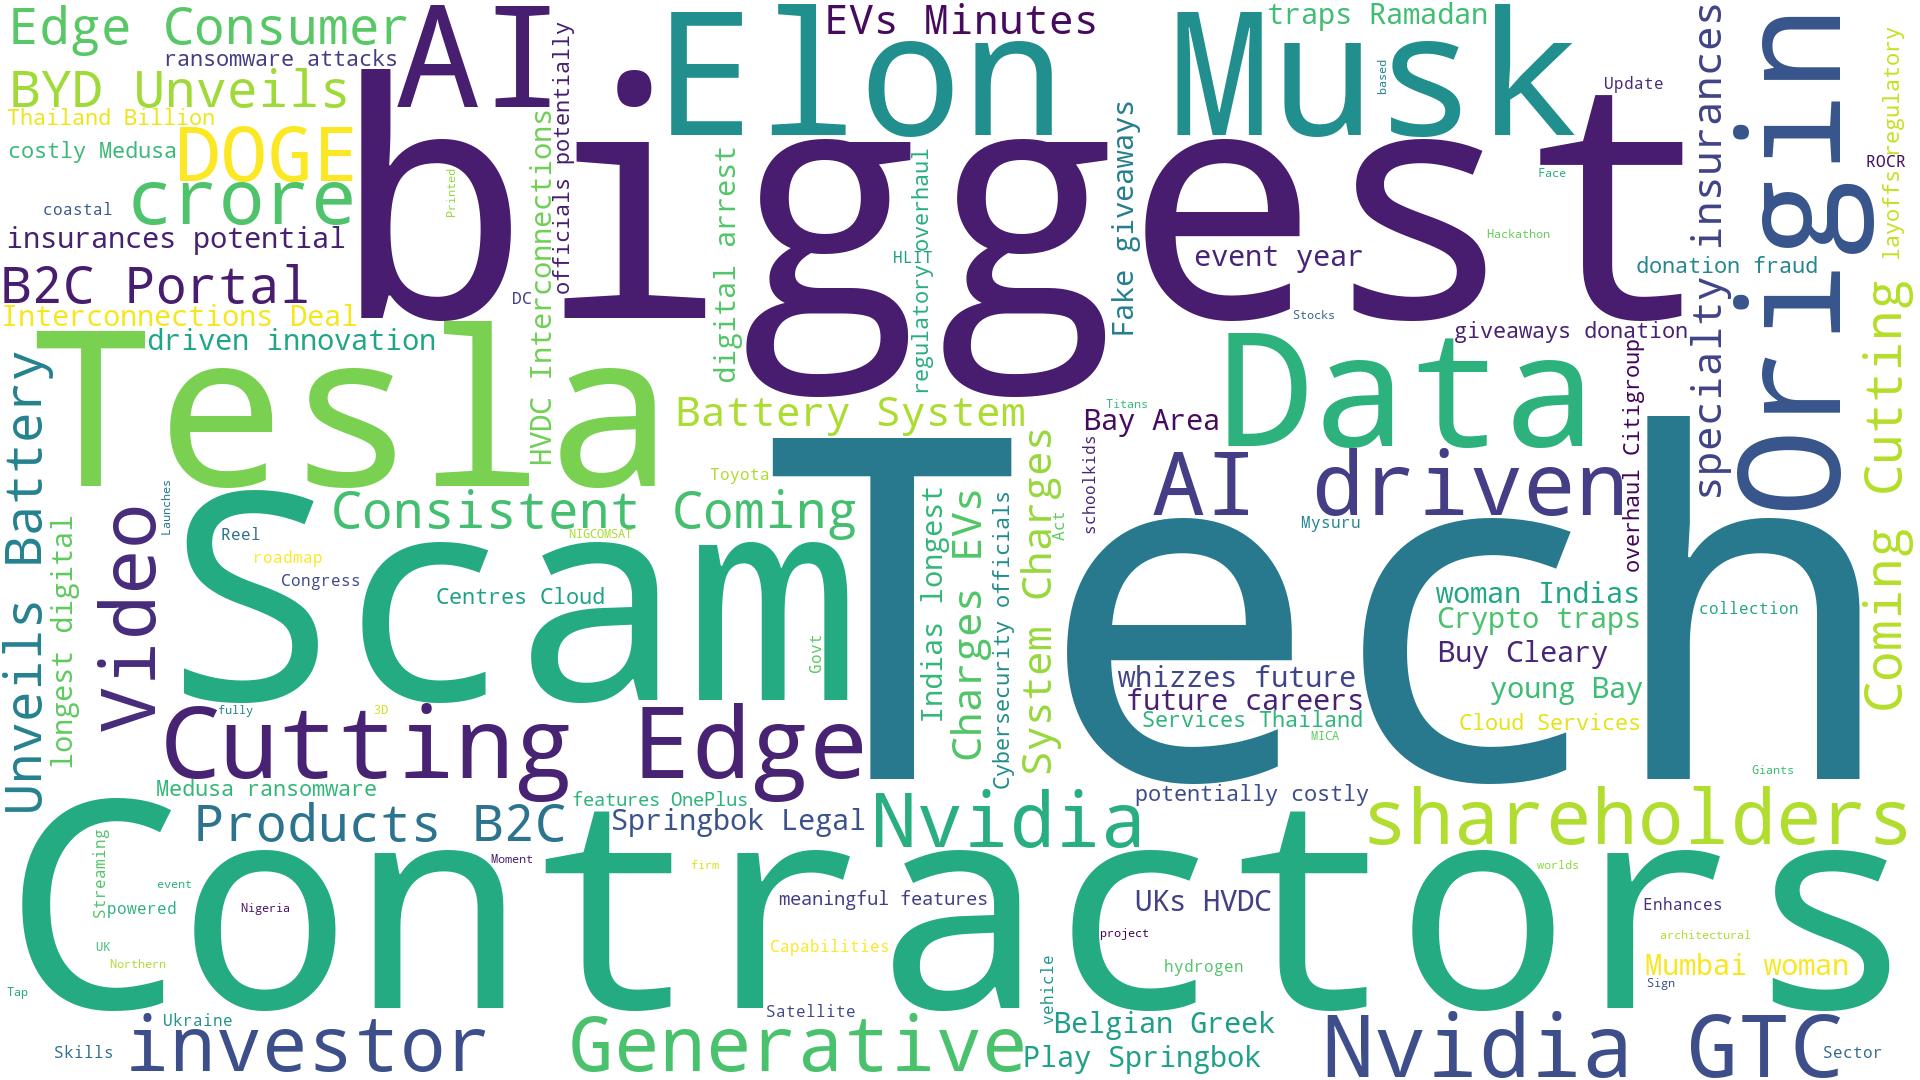 Edge Consumer
AI
Elon Musk
EVs Minutes
traps Ramadan
ransomware attacks
officials potentially
based
Update
specialty insurances
origin
layoffs regulatory
BYD Unveils
biggest
Thailand Billion
DOGE
costly Medusa
crore
Printed
HVDC Interconnections
digital arrest
regulatory overhaul
Fake giveaways
Face
ROCR
coastal
insurances potential
HLIT
event year
Hackathon
donation fraud
B2C Portal
DC
Interconnections Deal
Stocks
driven innovation
giveaways donation
Tesla
Data
overhaul Citigroup
Coming Cutting
Unveils Battery
Battery System
Titans
Bay Area
Tech
AI driven
schoolkids
Toyota
Launches
Scam
Consistent Coming
Video
longest digital
Reel
NIGCOMSAT
roadmap
Congress
Centres Cloud
Govt
Indias longest
Charges EVs
Cybersecurity officials
System Charges
Act
Mysuru
woman Indias
Crypto traps
collection
Buy Cleary
whizzes future
future careers
young Bay
Services Thailand
Cloud Services
MICA
fully
3D
Cutting Edge
Giants
Medusa ransomware
features OnePlus
potentially costly
Products B2C
Springbok Legal
Nvidia
shareholders
Contractors
Streaming
Moment
firm
worlds
event
powered
Nigeria
meaningful features
UKs HVDC
Enhances
project
architectural
UK
Capabilities
Northern
hydrogen
Mumbai woman
Sign
Tap
vehicle
Satellite
Ukraine
investor
Generative
Belgian Greek
Nvidia GTC
Skills
Play Springbok
Sector